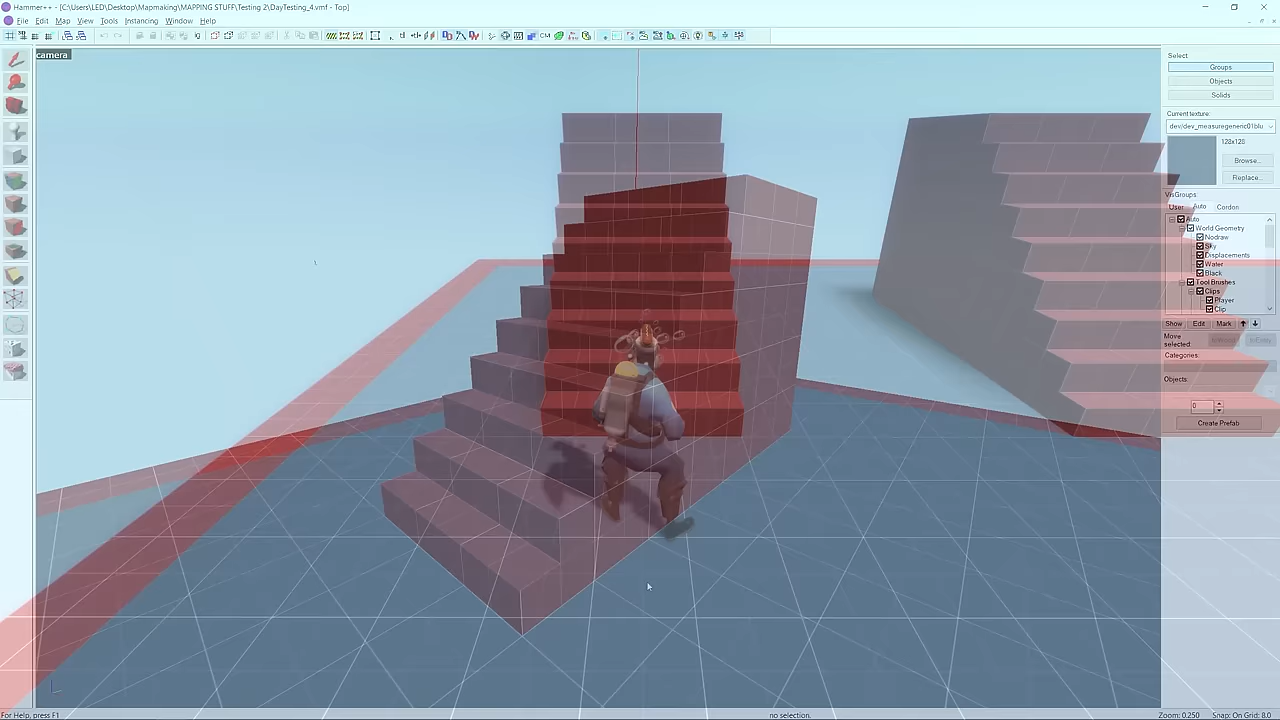 Hammer++ - [C:\Users\LED\Desktop\Mapmaking\MAPPING STUFF\Testing 2\DayTesting_4.vmf - Top]
File Edit Map View Tools Instancing Window Help
camera
Select
Groups
Objects
Solids
Current texture:
dev/dev_measuregeneric01blu
128x128
Browse...
Replace...
VisGroups
User Auto Cordon
Auto
World Geometry
Nodraw
Sky
Displacements
Water
Black
Tool Brushes
Clips
Player
Clip
Show Edit Mark
Move
selected
toWorld toEntity
Categories:
Objects:
0
Create Prefab
For Help, press F1 no selection. Zoom: 0.250 Snap: On Grid: 8.0